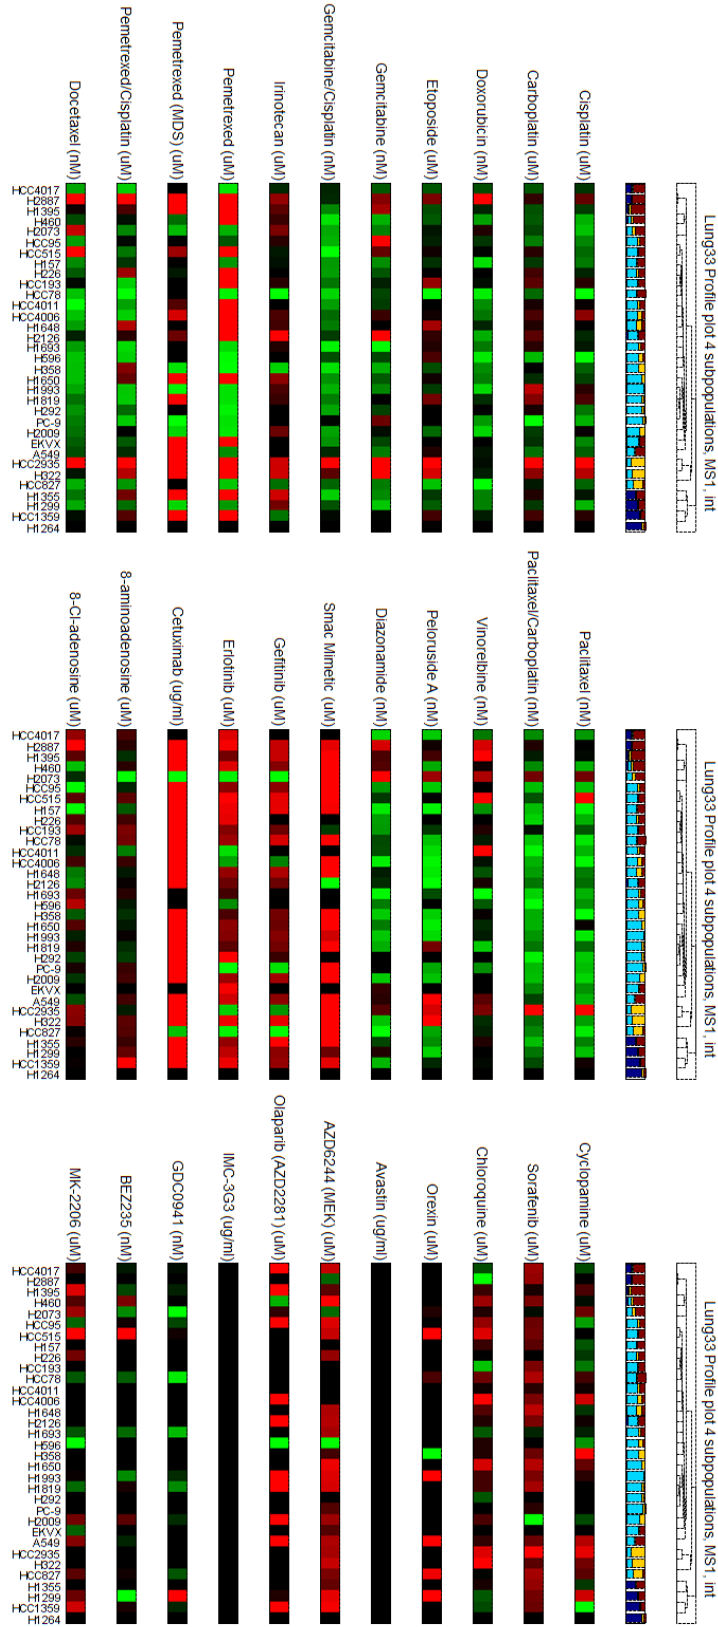 Lung33 Profile plot 4 subpopulations, MS1, int
Cisplatin (uM)
Carboplatin (uM)
Doxorubicin (nM)
Etoposide (uM)
Gemcitabine (nM)
Gemcitabine/Cisplatin (nM)
Irinotecan (uM)
Pemetrexed (uM)
Pemetrexed (MDS) (uM)
Pemetrexed/Cisplatin (uM)
Docetaxel (nM)
HCC4017
H2887
H1395
H460
H2073
HCC95
HCC515
H157
H226
HCC193
HCC78
HCC4011
HCC4006
H1648
H2126
H1693
H596
H358
H1650
H1993
H1819
H292
PC-9
H2009
EKVX
A549
HCC2935
H322
HCC827
H1355
H1299
HCC1359
H1264
Lung33 Profile plot 4 subpopulations, MS1, int
Paclitaxel (nM)
Paclitaxel/Carboplatin (nM)
Vinorelbine (nM)
Peloruside A (nM)
Diazonamide (nM)
Smac Mimetic (uM)
Gefitinib (uM)
Erlotinib (uM)
Cetuximab (ug/ml)
8-aminoadenosine (uM)
8-Cl-adenosine (uM)
HCC4017
H2887
H1395
H460
H2073
HCC95
HCC515
H157
H226
HCC193
HCC78
HCC4011
HCC4006
H1648
H2126
H1693
H596
H358
H1650
H1993
H1819
H292
PC-9
H2009
EKVX
A549
HCC2935
H322
HCC827
H1355
H1299
HCC1359
H1264
Lung33 Profile plot 4 subpopulations, MS1, int
Cyclopamine (uM)
Sorafenib (uM)
Chloroquine (uM)
Orexin (uM)
Avastin (ug/ml)
AZD6244 (MEK) (uM)
Olaparib (AZD2281) (uM)
IMC-3G3 (ug/ml)
GDC0941 (nM)
BEZ235 (nM)
MK-2206 (uM)
HCC4017
H2887
H1395
H460
H2073
HCC95
HCC515
H157
H226
HCC193
HCC78
HCC4011
HCC4006
H1648
H2126
H1693
H596
H358
H1650
H1993
H1819
H292
PC-9
H2009
EKVX
A549
HCC2935
H322
HCC827
H1355
H1299
HCC1359
H1264